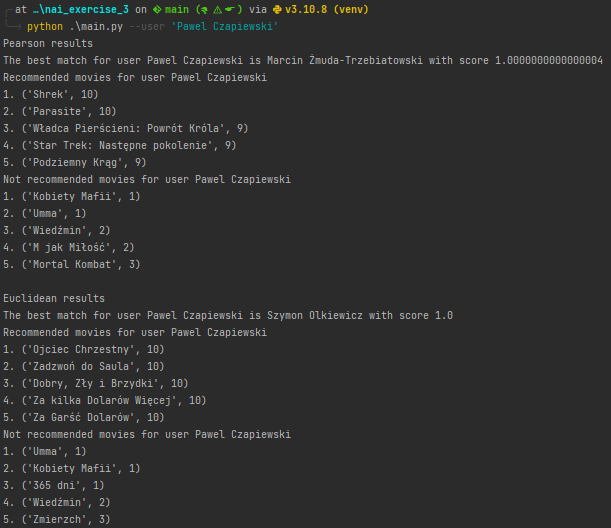 at …\nai_exercise_3 on main (⇕ ⚠ ☛) via v3.10.8 (venv)
python .\main.py --user 'Pawel Czapiewski'
Pearson results
The best match for user Pawel Czapiewski is Marcin Żmuda-Trzebiatowski with score 1.0000000000000004
Recommended movies for user Pawel Czapiewski
1. ('Shrek', 10)
2. ('Parasite', 10)
3. ('Władca Pierścieni: Powrót Króla', 9)
4. ('Star Trek: Następne pokolenie', 9)
5. ('Podziemny Krąg', 9)
Not recommended movies for user Pawel Czapiewski
1. ('Kobiety Mafii', 1)
2. ('Umma', 1)
3. ('Wiedźmin', 2)
4. ('M jak Miłość', 2)
5. ('Mortal Kombat', 3)

Euclidean results
The best match for user Pawel Czapiewski is Szymon Olkiewicz with score 1.0
Recommended movies for user Pawel Czapiewski
1. ('Ojciec Chrzestny', 10)
2. ('Zadzwoń do Saula', 10)
3. ('Dobry, Zły i Brzydki', 10)
4. ('Za kilka Dolarów Więcej', 10)
5. ('Za Garść Dolarów', 10)
Not recommended movies for user Pawel Czapiewski
1. ('Umma', 1)
2. ('Kobiety Mafii', 1)
3. ('365 dni', 1)
4. ('Wiedźmin', 2)
5. ('Zmierzch', 3)